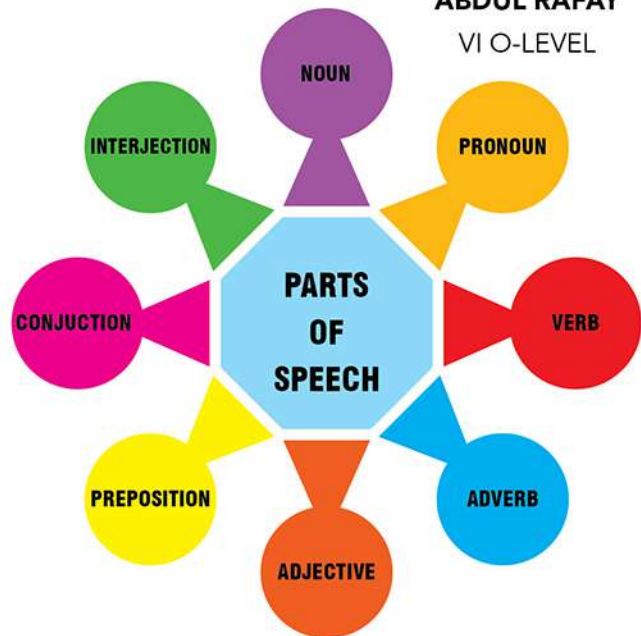 ABDUL RAFAY
VI O-LEVEL
NOUN
INTERJECTION
PRONOUN
CONJUCTION
PARTS
OF
SPEECH
VERB
PREPOSITION
ADVERB
ADJECTIVE